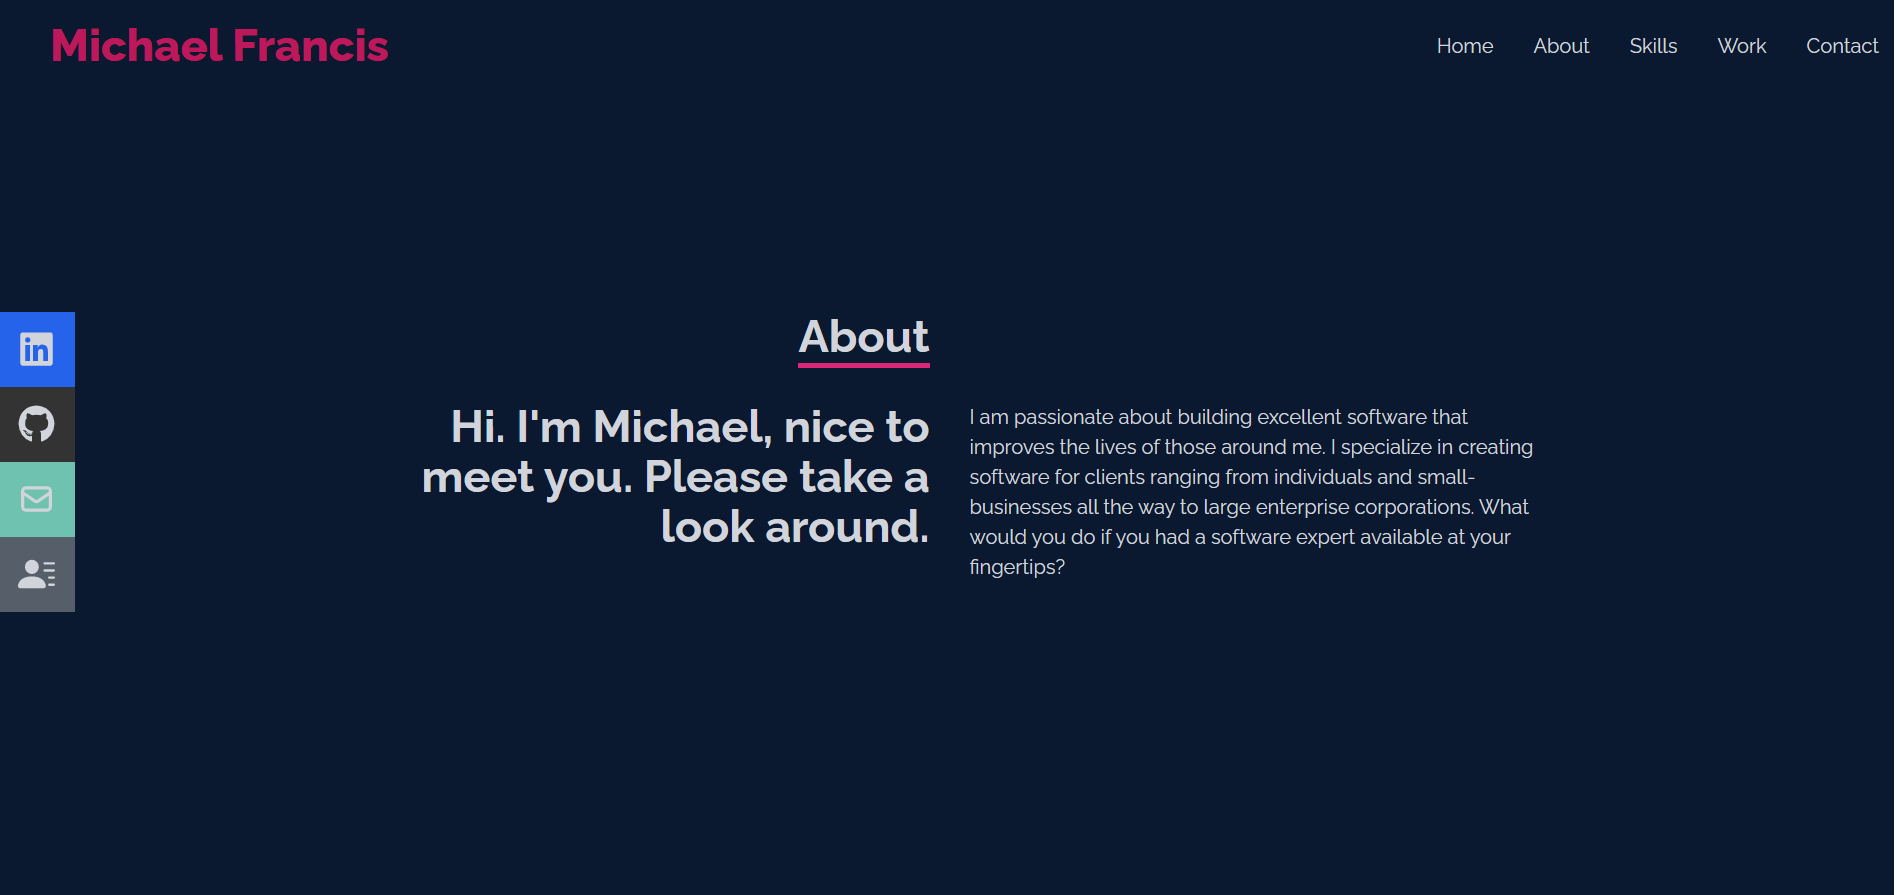 Michael Francis
Home
About
Skills
Work
Contact
in
About
Hi. I'm Michael, nice to
meet you. Please take a
look around.
I am passionate about building excellent software that
improves the lives of those around me. I specialize in creating
software for clients ranging from individuals and small-
businesses all the way to large enterprise corporations. What
would you do if you had a software expert available at your
fingertips?